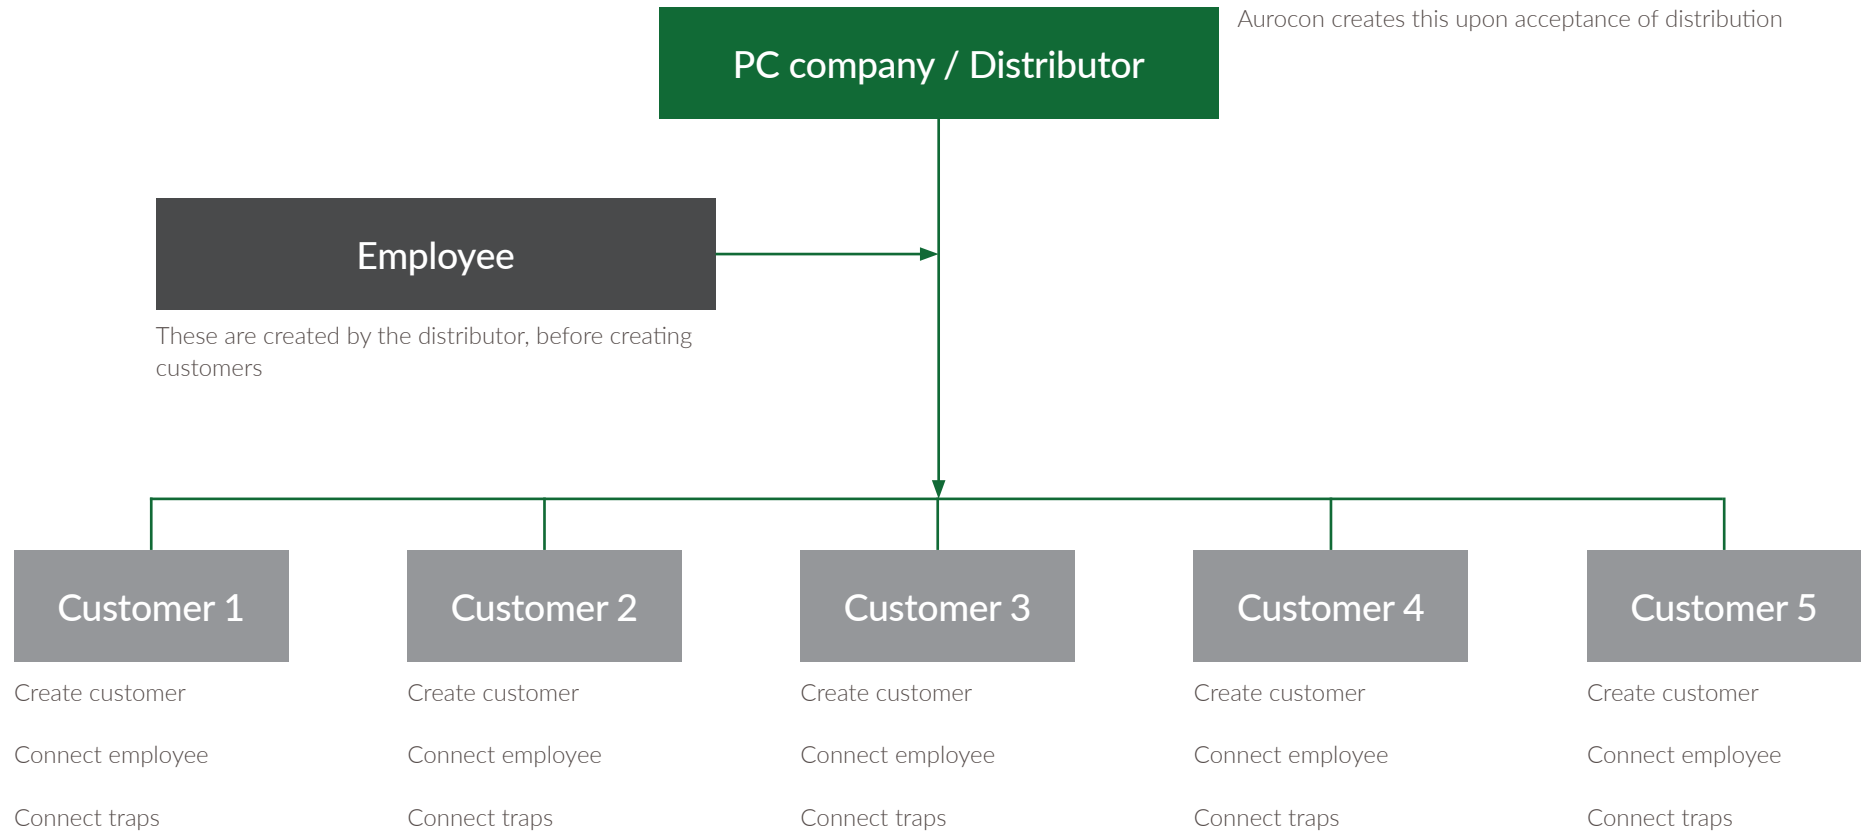 PC company / Distributor
Aurocon creates this upon acceptance of distribution
Employee
These are created by the distributor, before creating
customers
Customer 1
Customer 2
Customer 3
Customer 4
Customer 5
Create customer
Create customer
Create customer
Create customer
Create customer
Connect employee
Connect employee
Connect employee
Connect employee
Connect employee
Connect traps
Connect traps
Connect traps
Connect traps
Connect traps